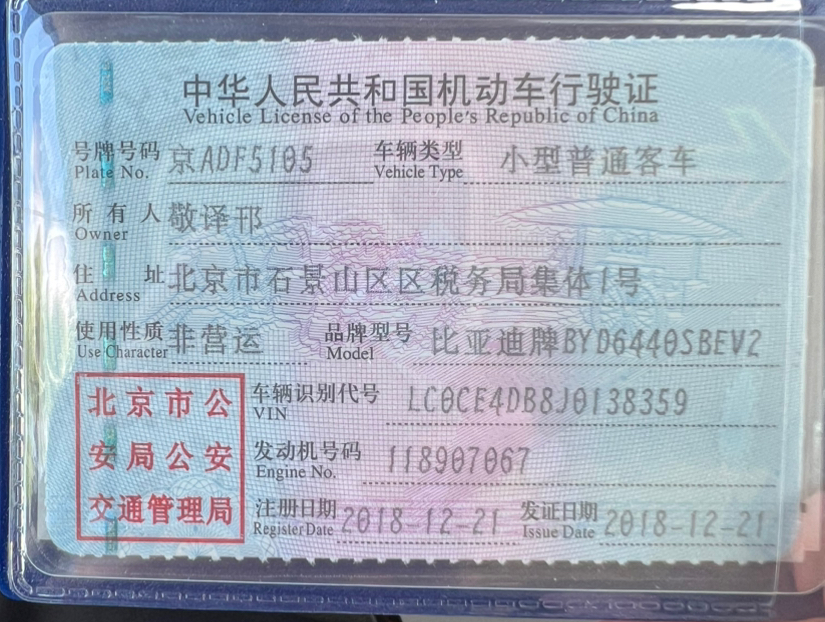 中华人民共和国机动车行驶证
Vehicle License of the People's Republic of China
号牌号码 京ADF5105 车辆类型 小型普通客车
Plate No. Vehicle Type
所有人 敬译邗
Owner
住址 北京市石景山区区税务局集体1号
Address
使用性质 非营运 品牌型号 比亚迪牌BYD6440SBEV2
Use Character Model
北京市公 车辆识别代号 LC0CE4DB8J0138359
VIN
安局公安 发动机号码 118907067
Engine No.
交通管理局 注册日期 2018-12-21 发证日期 2018-12-21
Register Date Issue Date